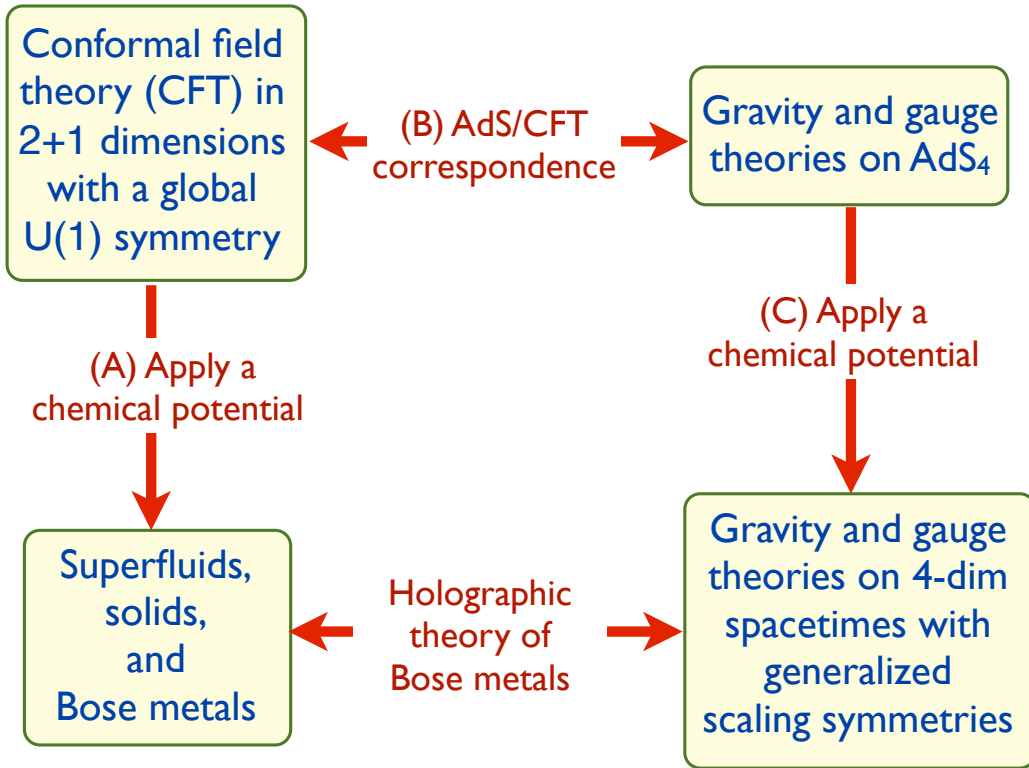 Conformal field
theory (CFT) in
2+1 dimensions
with a global
U(1) symmetry
(B) AdS/CFT
correspondence
Gravity and gauge
theories on AdS₄
(A) Apply a
chemical potential
(C) Apply a
chemical potential
Superfluids,
solids,
and
Bose metals
Holographic
theory of
Bose metals
Gravity and gauge
theories on 4-dim
spacetimes with
generalized
scaling symmetries